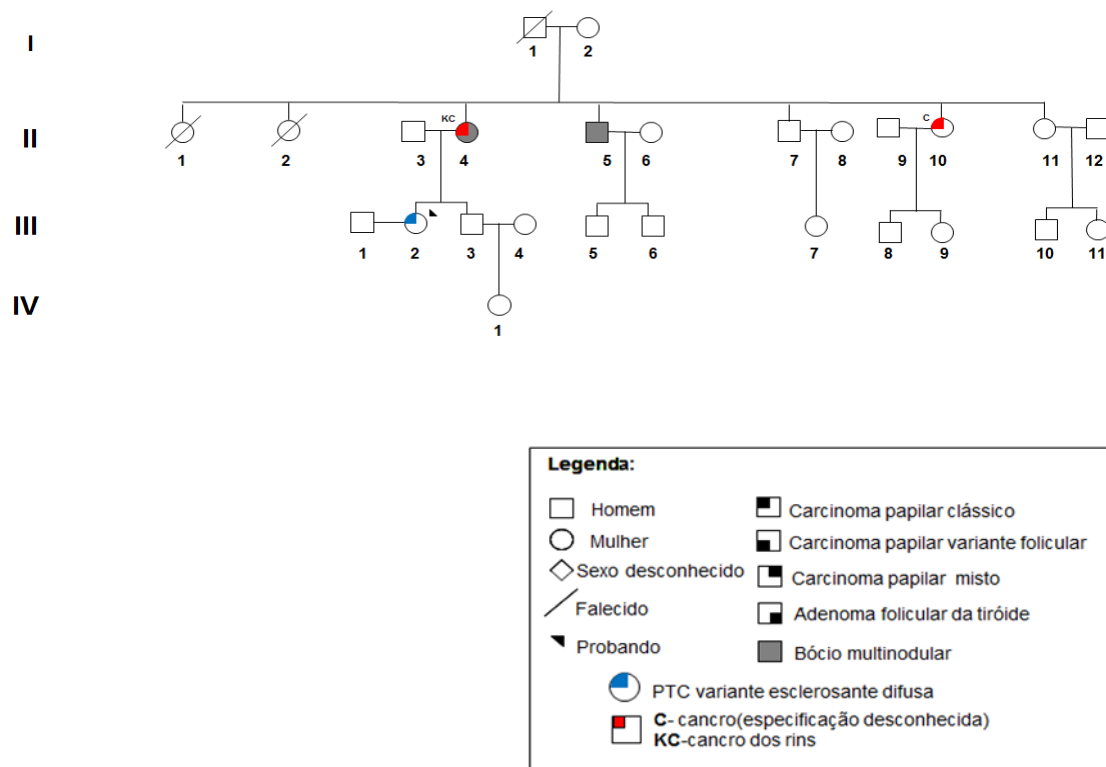 I
1 2
KC C
II
1 2 3 4 5 6 7 8 9 10 11 12
III
1 2 3 4 5 6 7 8 9 10 11
IV
1
Legenda:
Homem
Mulher
Sexo desconhecido
Falecido
Probando
Carcinoma papilar clássico
Carcinoma papilar variante folicular
Carcinoma papilar misto
Adenoma folicular da tiróide
Bócio multinodular
PTC variante esclerosante difusa
C- cancro(especificação desconhecida)
KC-cancro dos rins